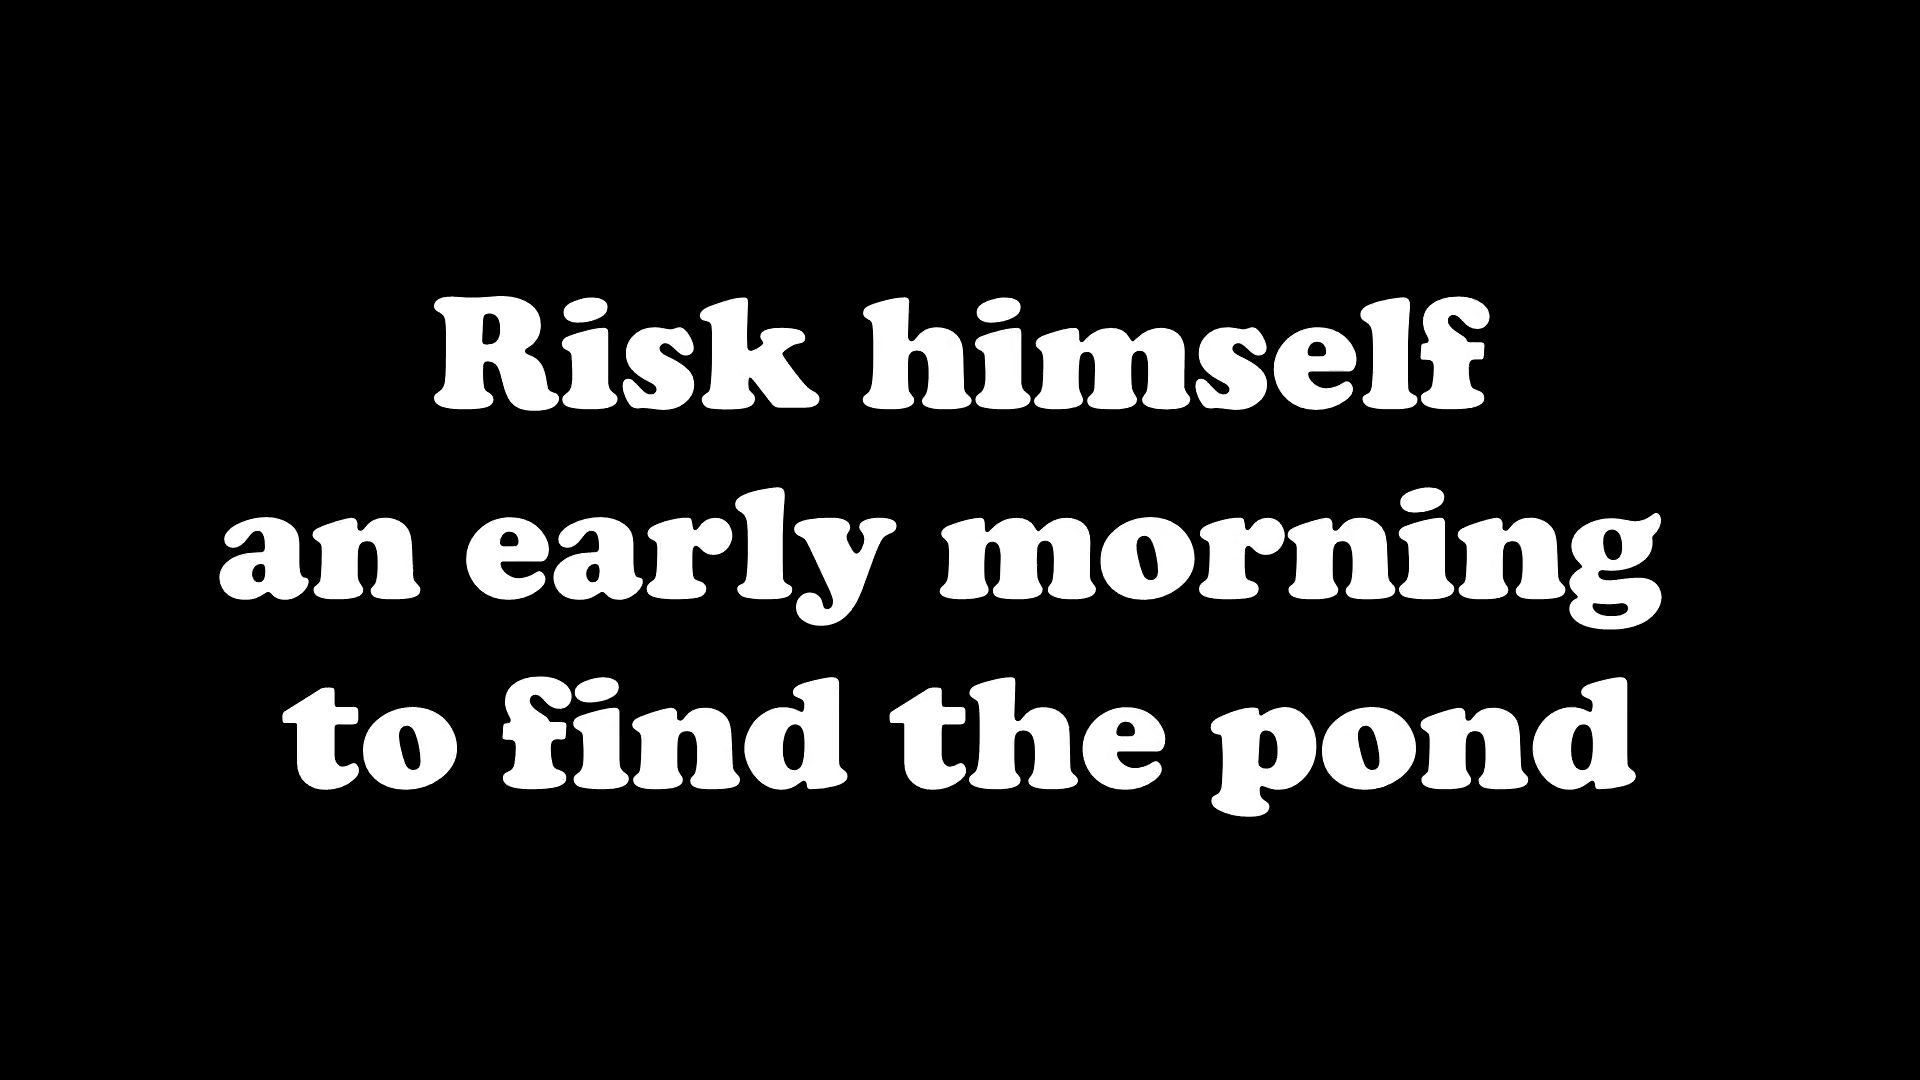 Risk himself
an early morning
to find the pond